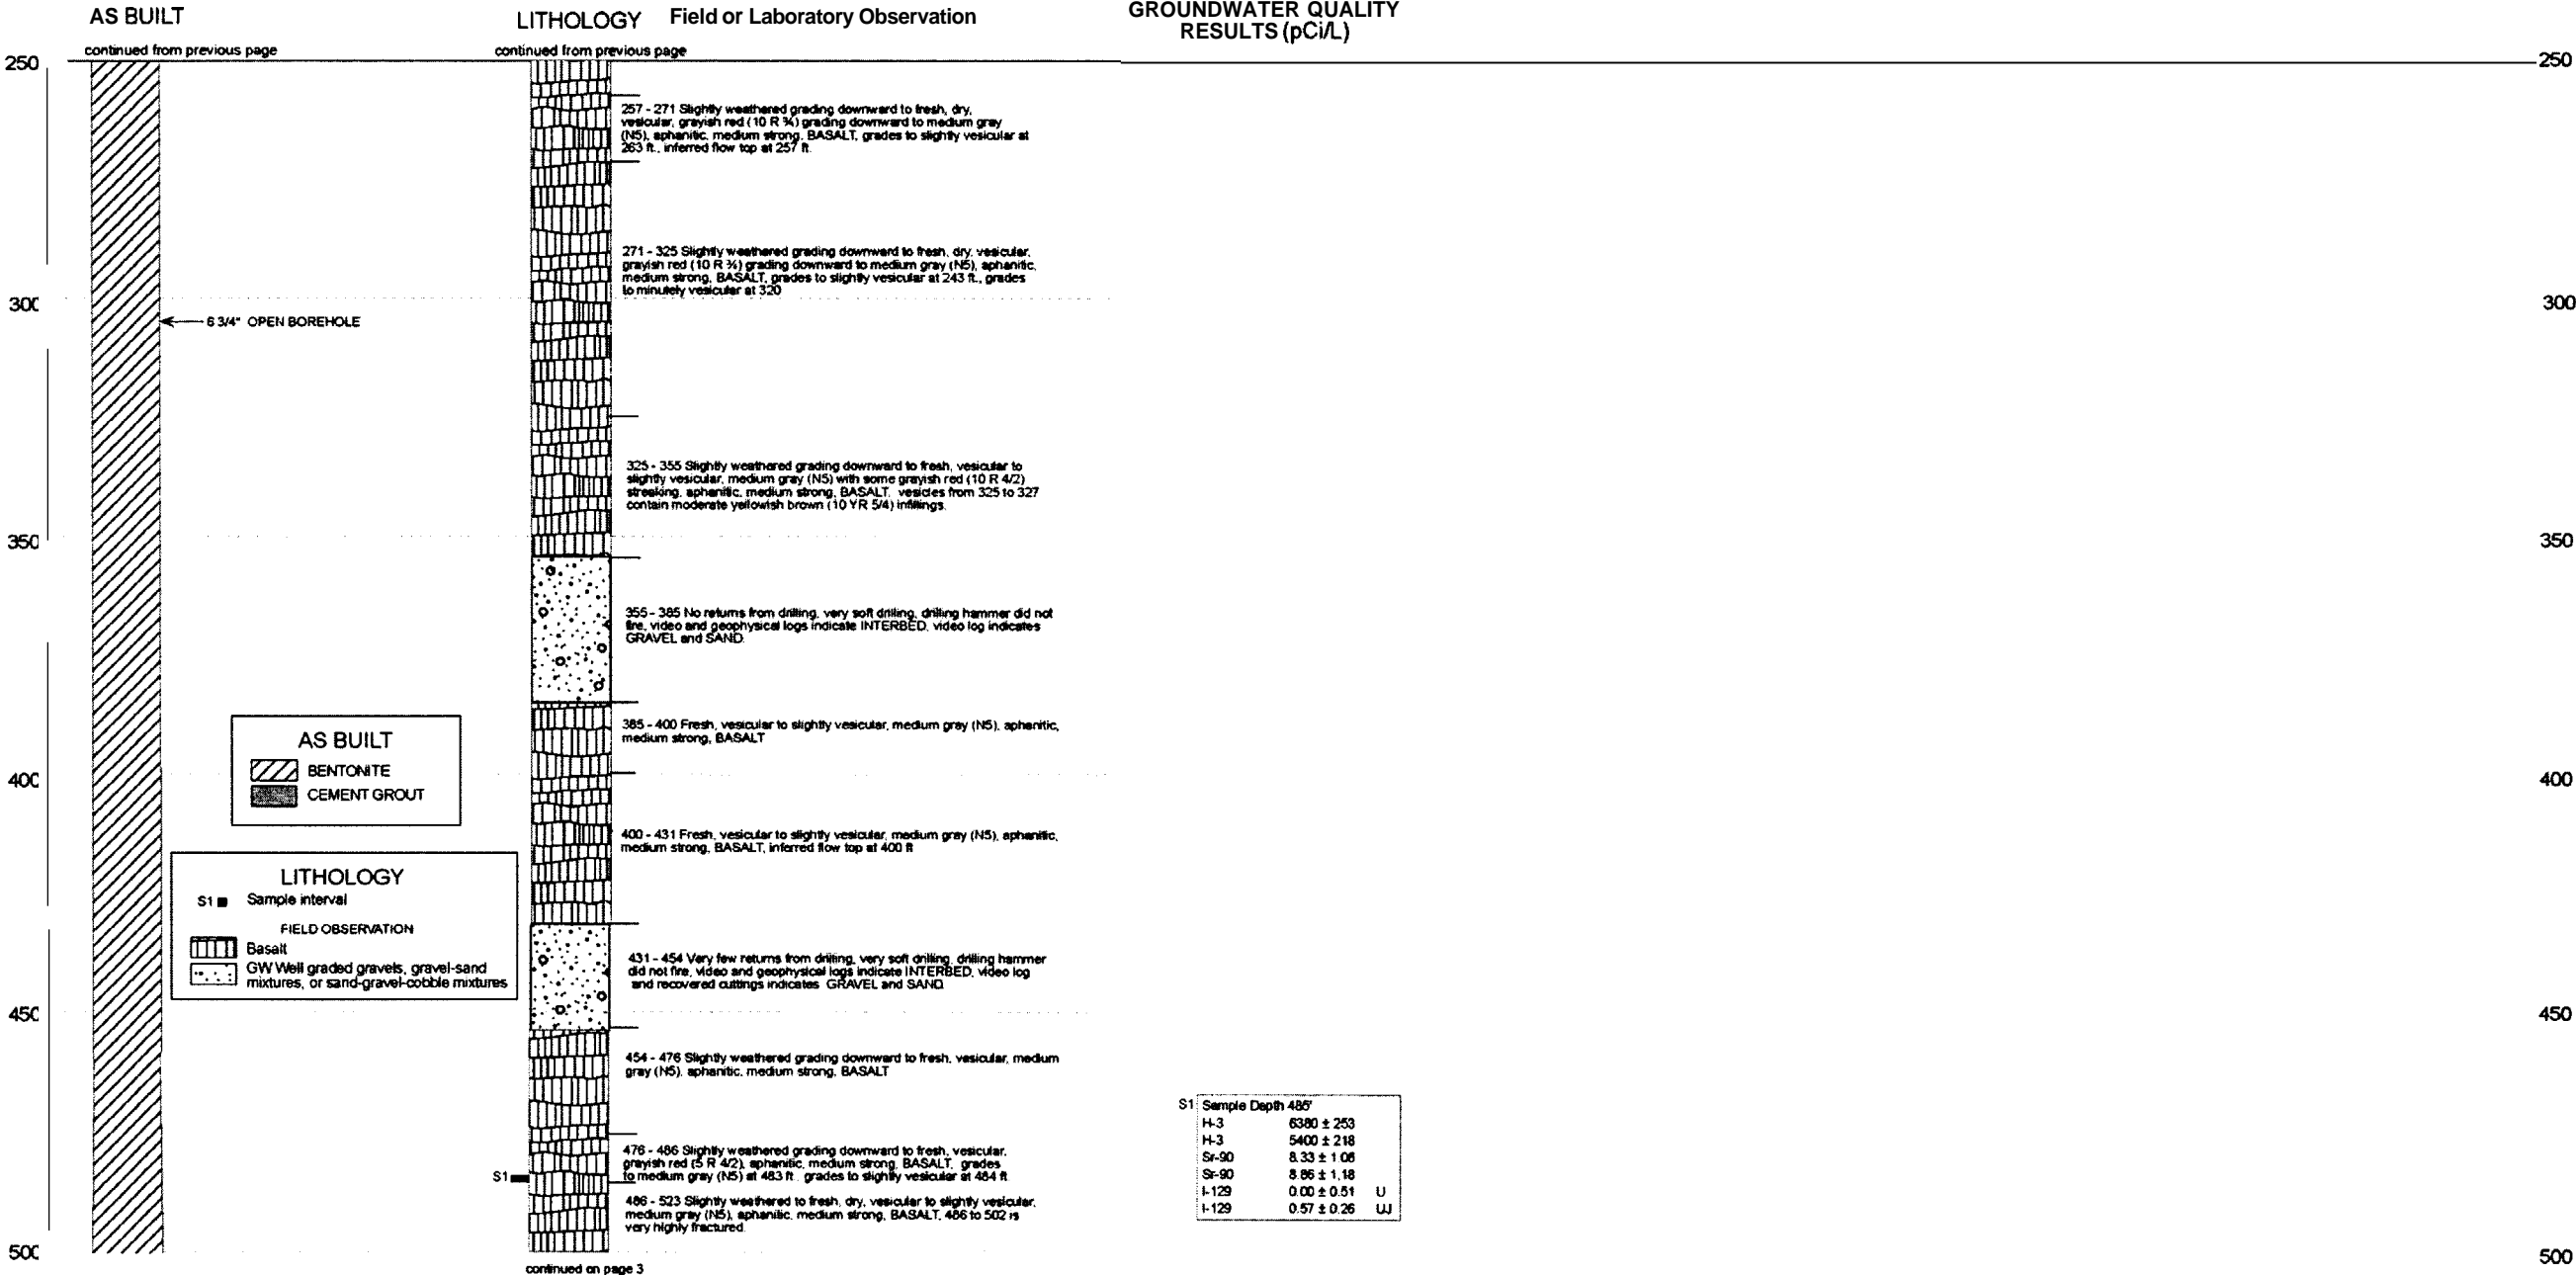 AS BUILT
LITHOLOGY
Field or Laboratory Observation
GROUNDWATER QUALITY
RESULTS (pCi/L)
continued from previous page
continued from previous page
250
250
257 - 271 Slightly weathered grading downward to fresh, dry,
vesicular, grayish red (10 R ¾) grading downward to medium gray
(N5), aphanitic, medium strong, BASALT, grades to slightly vesicular at
263 ft., inferred flow top at 257 ft.
271 - 325 Slightly weathered grading downward to fresh, dry, vesicular,
grayish red (10 R ¾) grading downward to medium gray (N5), aphanitic,
medium strong, BASALT, grades to slightly vesicular at 243 ft., grades
to minutely vesicular at 320
300
300
6 3/4" OPEN BOREHOLE
325 - 355 Slightly weathered grading downward to fresh, vesicular to
slightly vesicular, medium gray (N5) with some grayish red (10 R 4/2)
streaking, aphanitic, medium strong, BASALT, vesicles from 325 to 327
contain moderate yellowish brown (10 YR 5/4) infillings.
350
350
355 - 385 No returns from drilling, very soft drilling, drilling hammer did not
fire, video and geophysical logs indicate INTERBED, video log indicates
GRAVEL and SAND.
385 - 400 Fresh, vesicular to slightly vesicular, medium gray (N5), aphanitic,
medium strong, BASALT
AS BUILT
BENTONITE
CEMENT GROUT
400
400
400 - 431 Fresh, vesicular to slightly vesicular, medium gray (N5), aphanitic,
medium strong, BASALT, inferred flow top at 400 ft
LITHOLOGY
S1 Sample interval
FIELD OBSERVATION
Basalt
GW Well graded gravels, gravel-sand
mixtures, or sand-gravel-cobble mixtures
431 - 454 Very few returns from drilling, very soft drilling, drilling hammer
did not fire, video and geophysical logs indicate INTERBED, video log
and recovered cuttings indicates GRAVEL and SAND
450
450
454 - 476 Slightly weathered grading downward to fresh, vesicular, medium
gray (N5), aphanitic, medium strong, BASALT
S1 Sample Depth 485'
H-3 6380 ± 253
H-3 5400 ± 218
Sr-90 8.33 ± 1.06
Sr-90 8.86 ± 1.18
I-129 0.00 ± 0.51 U
I-129 0.57 ± 0.26 UJ
476 - 486 Slightly weathered grading downward to fresh, vesicular,
grayish red (5 R 4/2), aphanitic, medium strong, BASALT, grades
to medium gray (N5) at 483 ft., grades to slightly vesicular at 484 ft.
S1
486 - 523 Slightly weathered to fresh, dry, vesicular to slightly vesicular,
medium gray (N5), aphanitic, medium strong, BASALT, 486 to 502 is
very highly fractured.
500
500
continued on page 3